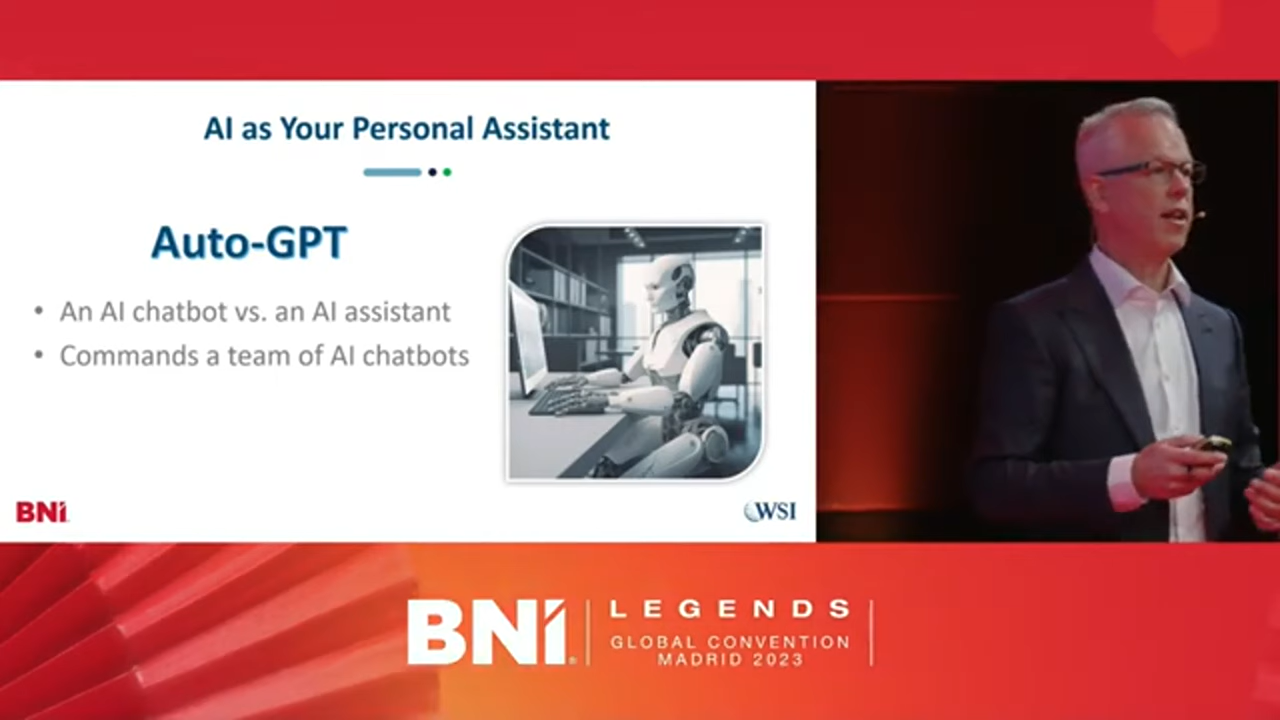 AI as Your Personal Assistant
Auto-GPT
• An AI chatbot vs. an AI assistant
• Commands a team of AI chatbots
BNI
WSI
BNI®
LEGENDS
GLOBAL CONVENTION
MADRID 2023